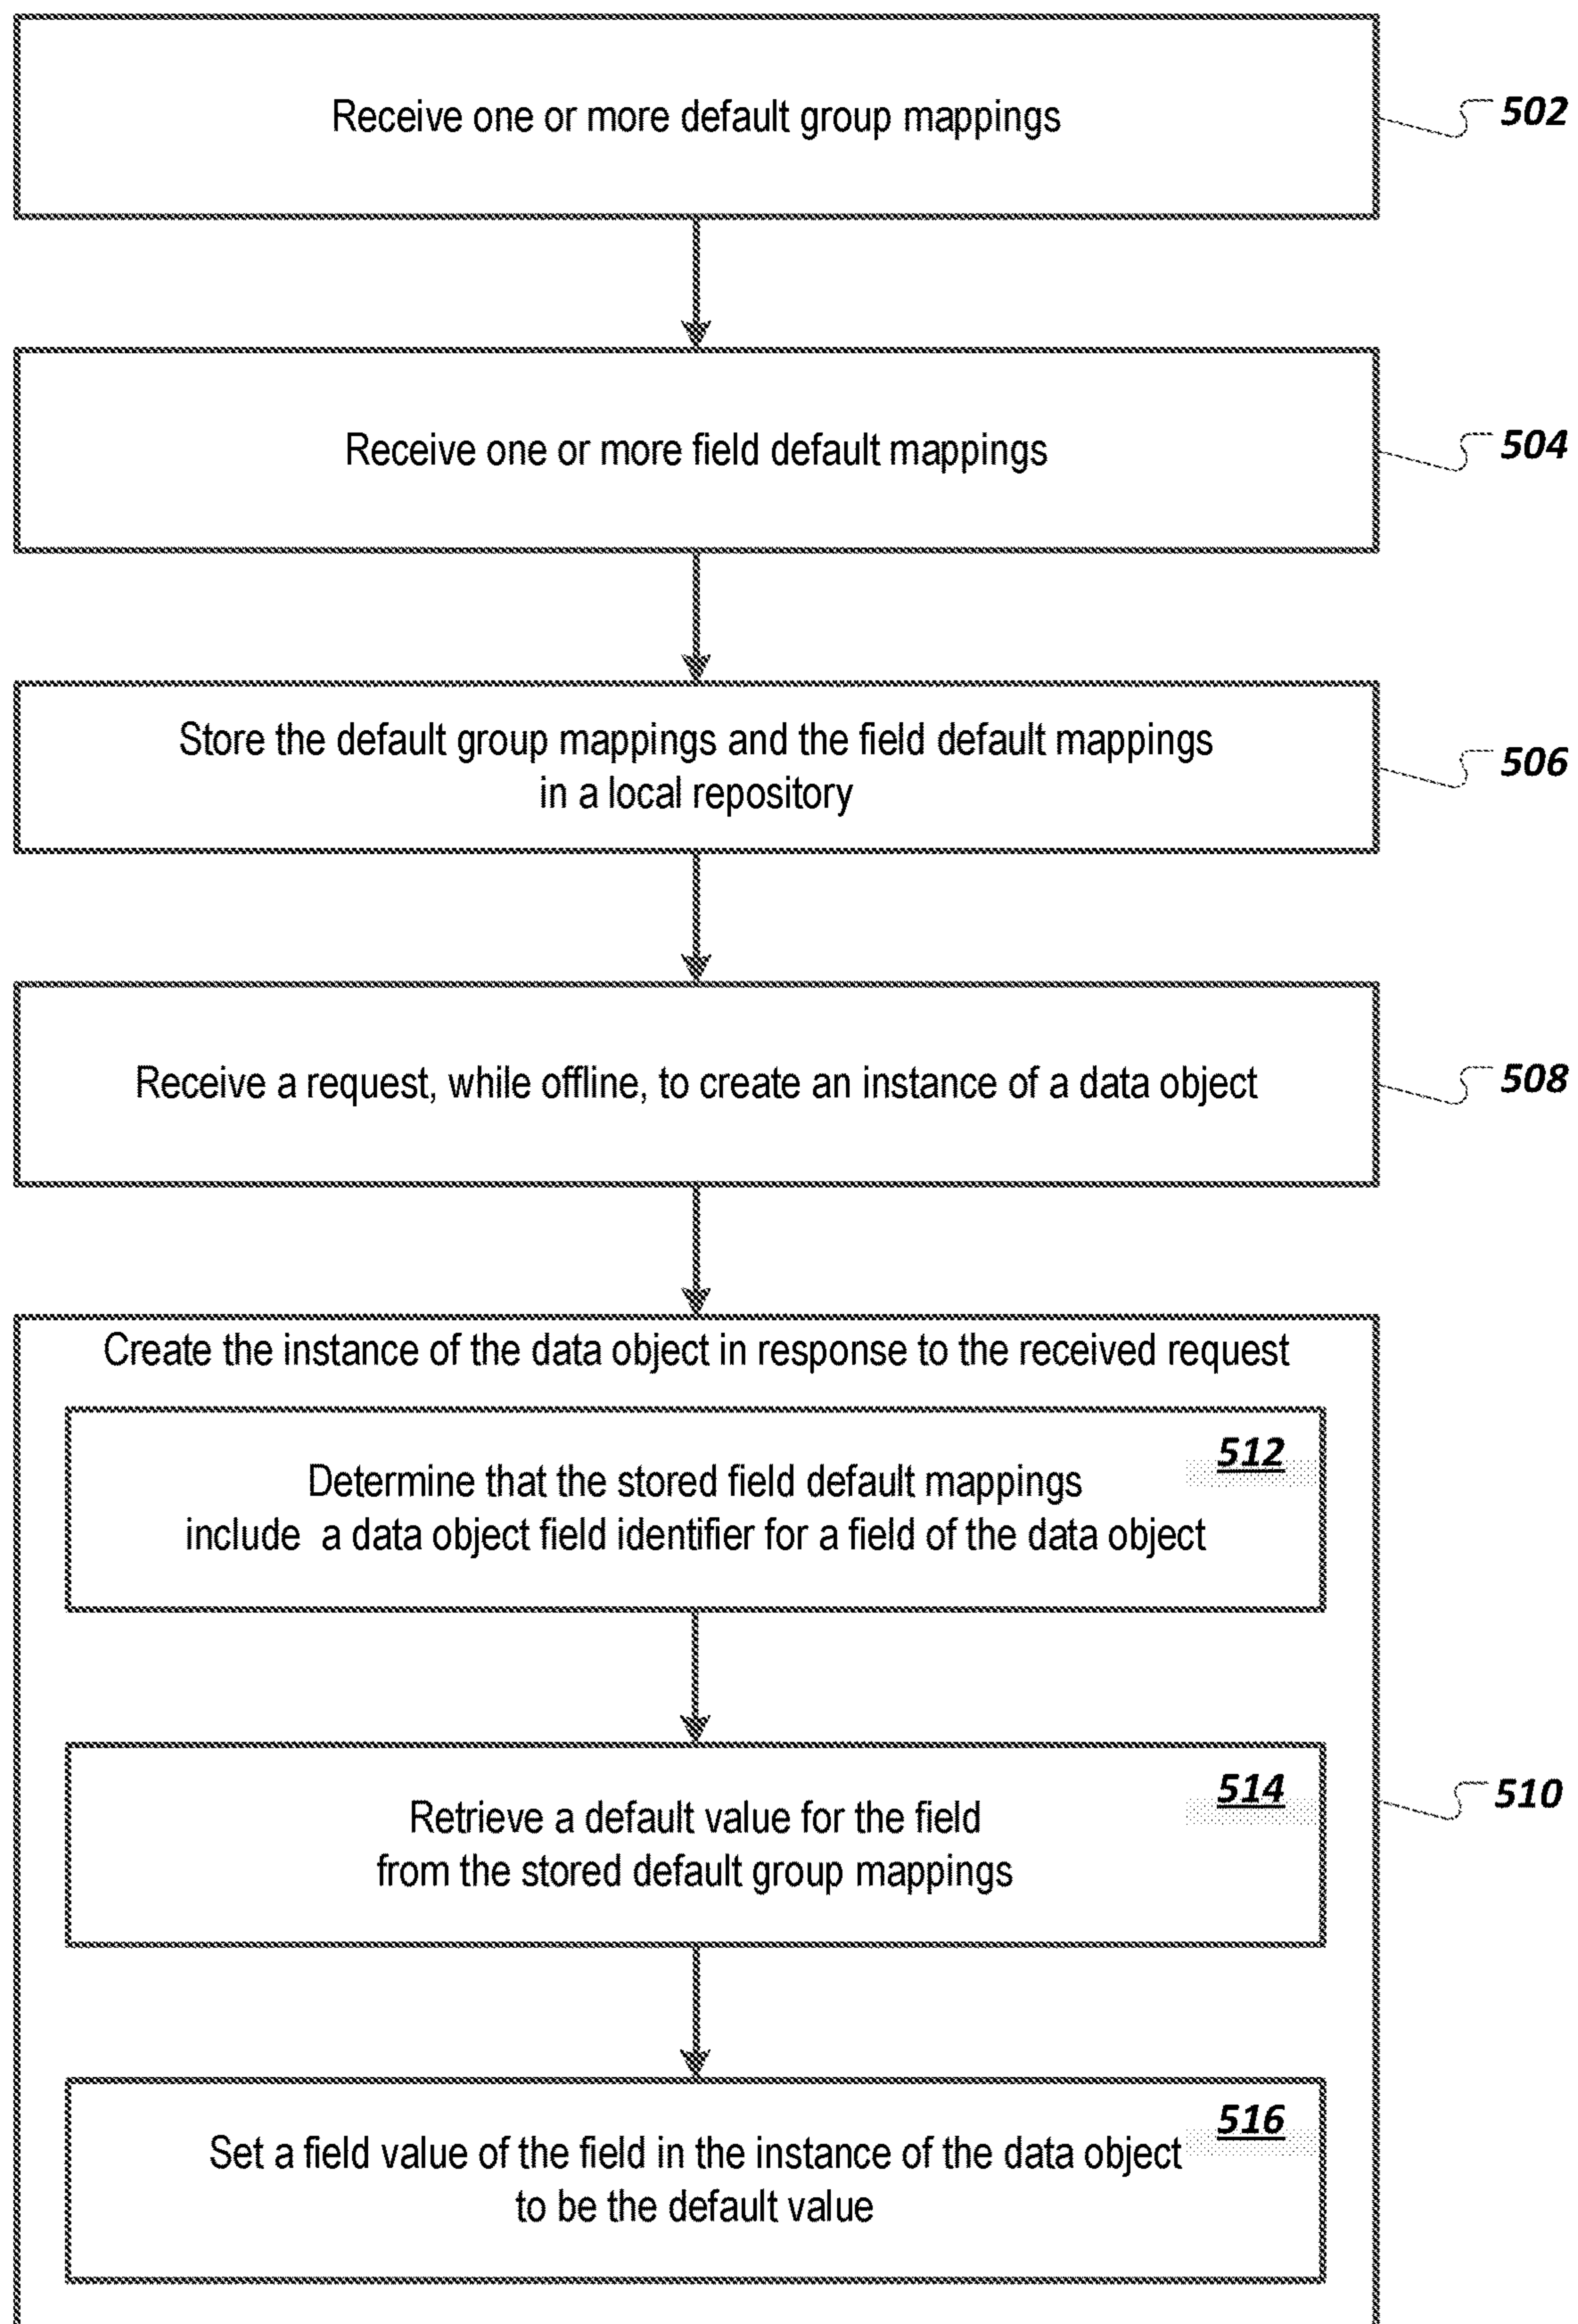 Receive one or more default group mappings
502
Receive one or more field default mappings
504
Store the default group mappings and the field default mappings
in a local repository
506
Receive a request, while offline, to create an instance of a data object
508
Create the instance of the data object in response to the received request
512
Determine that the stored field default mappings
include a data object field identifier for a field of the data object
514
Retrieve a default value for the field
from the stored default group mappings
510
516
Set a field value of the field in the instance of the data object
to be the default value